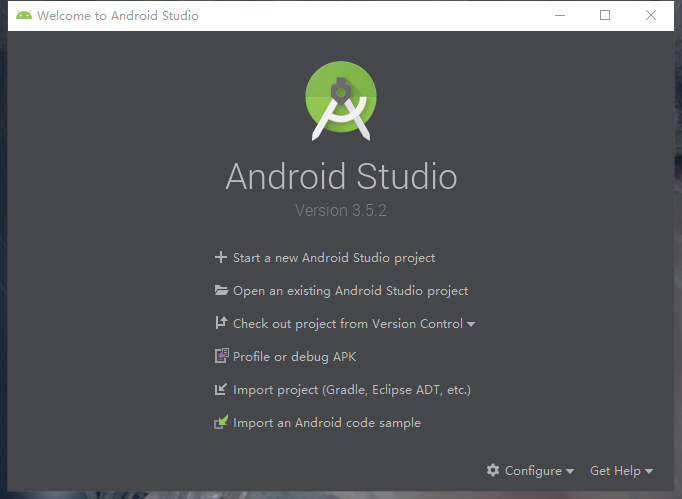 Welcome to Android Studio
Android Studio
Version 3.5.2
Start a new Android Studio project
Open an existing Android Studio project
Check out project from Version Control
Profile or debug APK
Import project (Gradle, Eclipse ADT, etc.)
Import an Android code sample
Configure Get Help